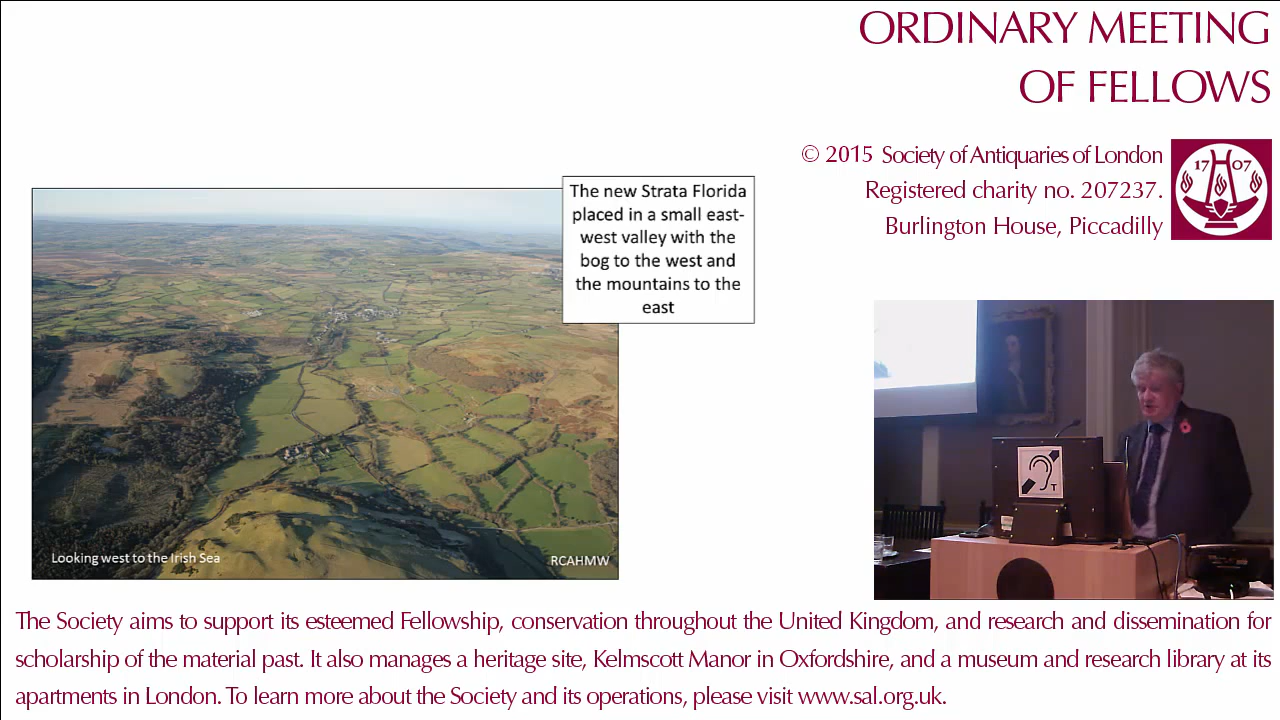 ORDINARY MEETING
OF FELLOWS
© 2015 Society of Antiquaries of London
Registered charity no. 207237.
Burlington House, Piccadilly
17 07
The new Strata Florida
placed in a small east-
west valley with the
bog to the west and
the mountains to the
east
Looking west to the Irish Sea
RCAHMW
T
The Society aims to support its esteemed Fellowship, conservation throughout the United Kingdom, and research and dissemination for
scholarship of the material past. It also manages a heritage site, Kelmscott Manor in Oxfordshire, and a museum and research library at its
apartments in London. To learn more about the Society and its operations, please visit www.sal.org.uk.